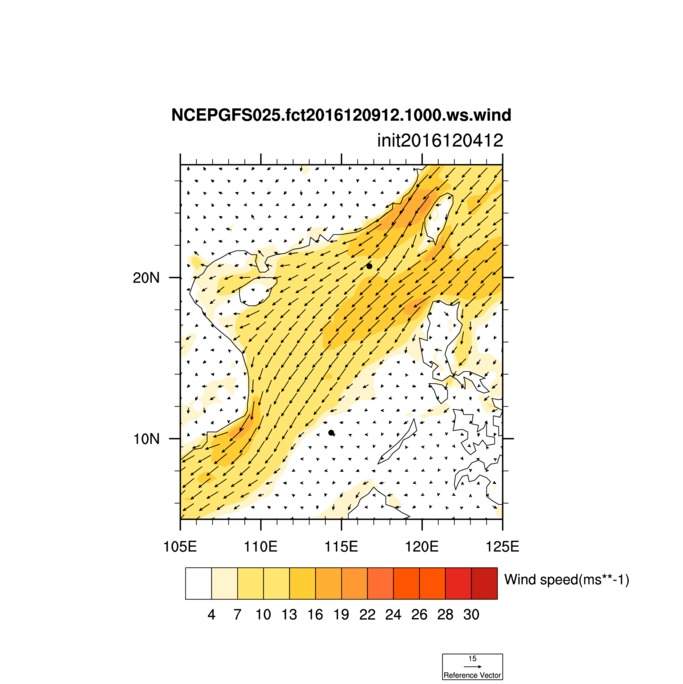 NCEPGFS025.fct2016120912.1000.ws.wind
init2016120412
20N
10N
105E 110E 115E 120E 125E
Wind speed(ms**-1)
4 7 10 13 16 19 22 24 26 28 30
15
Reference Vector